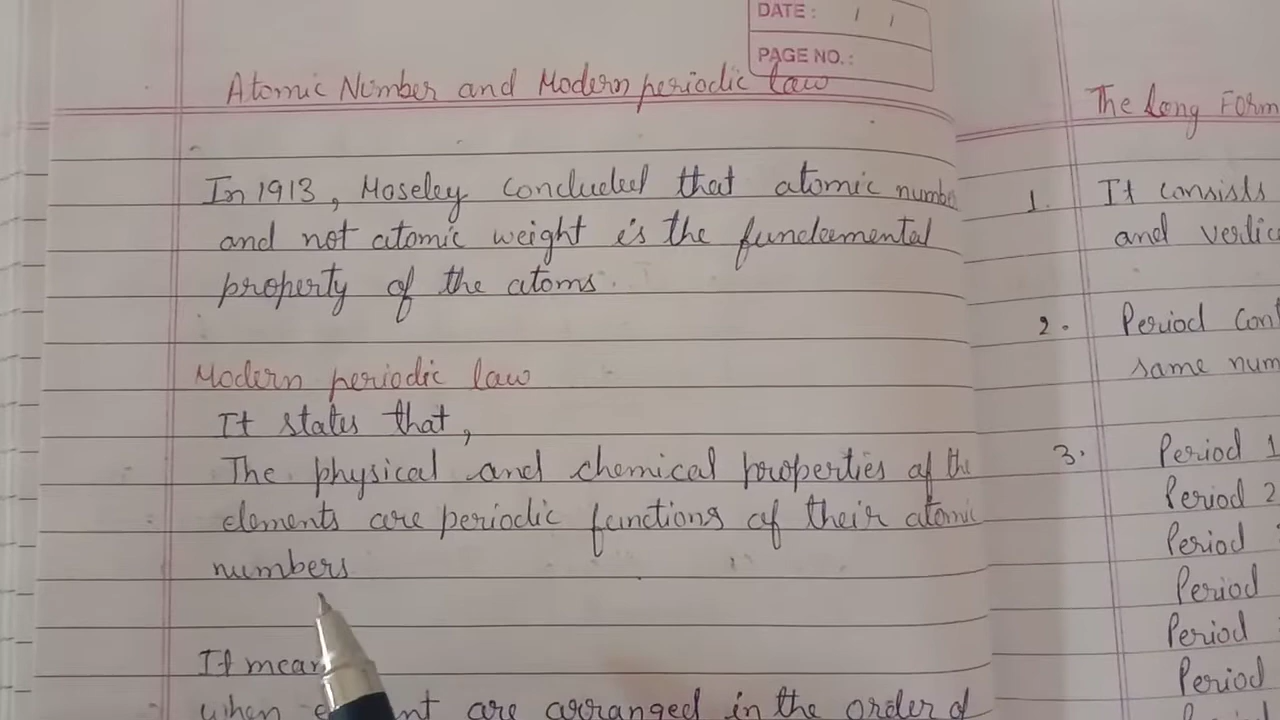 DATE: / /
PAGE NO.:
Atomic Number and Modern periodic law
In 1913, Moseley concluded that atomic number
and not atomic weight is the fundamental
property of the atoms.
Modern periodic law
It states that,
The physical and chemical properties of the
elements are periodic functions of their atomic
numbers
It mean
when are arranged in the order of
The Long Form
1. It consists
and vertic
2. Period cont
same num
3. Period 1
Period 2
Period
Period
Period
Period